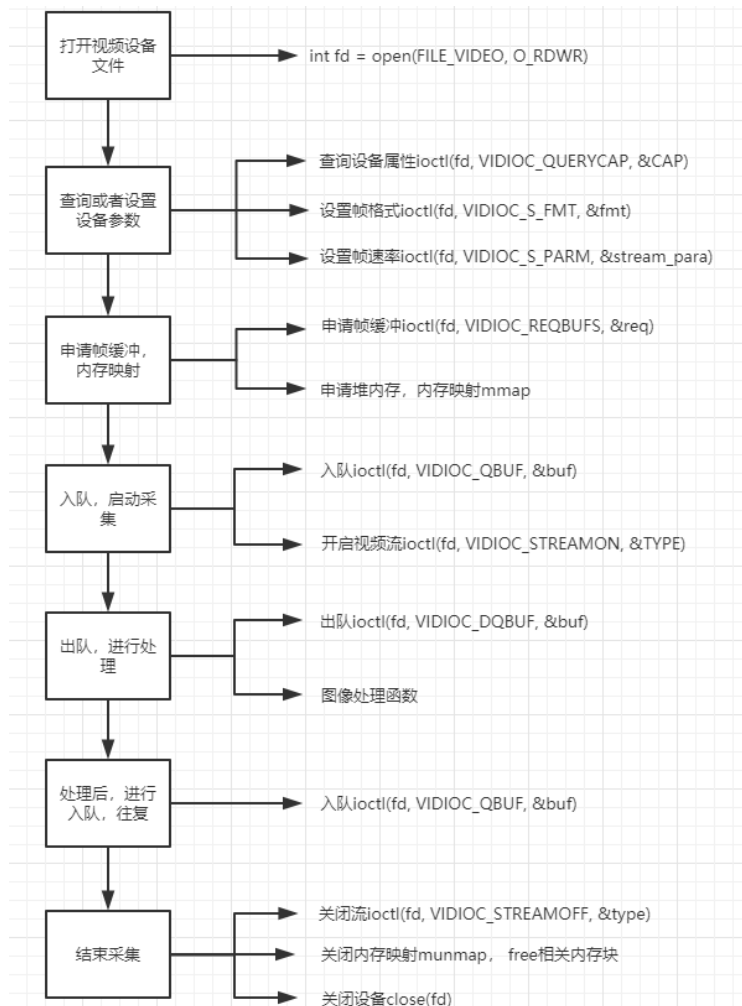 打开视频设备
文件
int fd = open(FILE_VIDEO, O_RDWR)
查询或者设置
设备参数
查询设备属性ioctl(fd, VIDIOC_QUERYCAP, &CAP)
设置帧格式ioctl(fd, VIDIOC_S_FMT, &fmt)
设置帧速率ioctl(fd, VIDIOC_S_PARM, &stream_para)
申请帧缓冲，
内存映射
申请帧缓冲ioctl(fd, VIDIOC_REQBUFS, &req)
申请堆内存，内存映射mmap
入队，启动采
集
入队ioctl(fd, VIDIOC_QBUF, &buf)
开启视频流ioctl(fd, VIDIOC_STREAMON, &TYPE)
出队，进行处
理
出队ioctl(fd, VIDIOC_DQBUF, &buf)
图像处理函数
处理后，进行
入队，往复
入队ioctl(fd, VIDIOC_QBUF, &buf)
结束采集
关闭流ioctl(fd, VIDIOC_STREAMOFF, &type)
关闭内存映射munmap， free相关内存块
关闭设备close(fd)